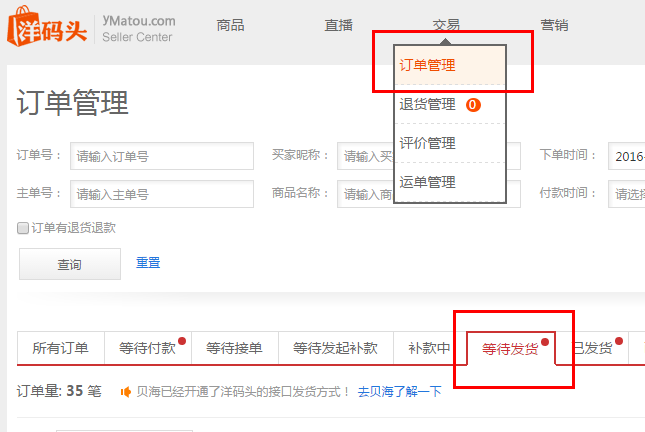 洋码头 YMatou.com
Seller Center
商品 直播 交易 营销
订单管理
退货管理 0
评价管理
运单管理
订单管理
订单号： 请输入订单号 买家昵称： 请输入买 下单时间： 2016-
主单号： 请输入主单号 商品名称： 请输入商 付款时间： 请选择
订单有退货退款
查询 重置
所有订单 等待付款 等待接单 等待发起补款 补款中 等待发货 已发货
订单量: 35 笔 贝海已经开通了洋码头的接口发货方式！ 去贝海了解一下